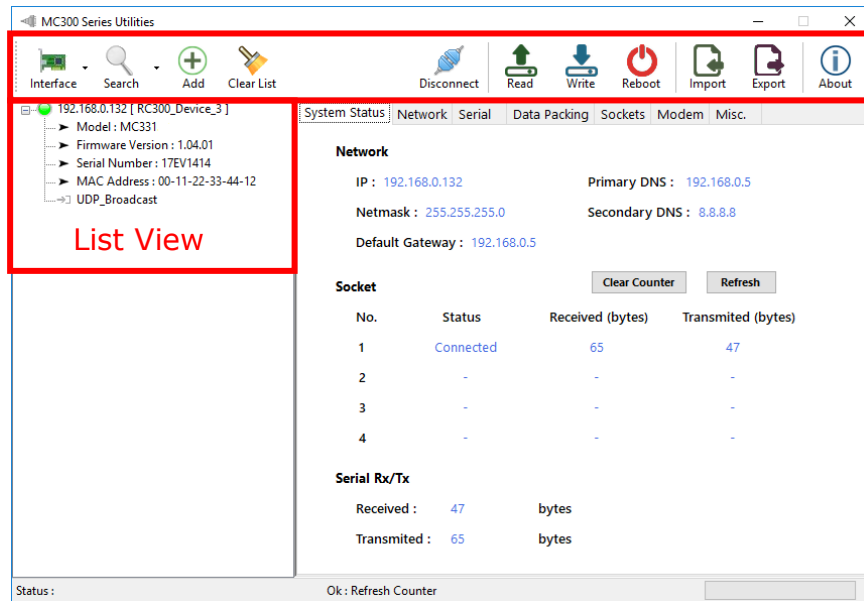 MC300 Series Utilities
Interface Search Add Clear List Disconnect Read Write Reboot Import Export About
192.168.0.132 [ RC300_Device_3 ]
Model : MC331
Firmware Version : 1.04.01
Serial Number : 17EV1414
MAC Address : 00-11-22-33-44-12
UDP_Broadcast
List View
System Status Network Serial Data Packing Sockets Modem Misc.
Network
IP : 192.168.0.132 Primary DNS : 192.168.0.5
Netmask : 255.255.255.0 Secondary DNS : 8.8.8.8
Default Gateway : 192.168.0.5
Socket Clear Counter Refresh
No. Status Received (bytes) Transmited (bytes)
1 Connected 65 47
2 - - -
3 - - -
4 - - -
Serial Rx/Tx
Received : 47 bytes
Transmited : 65 bytes
Status : Ok : Refresh Counter